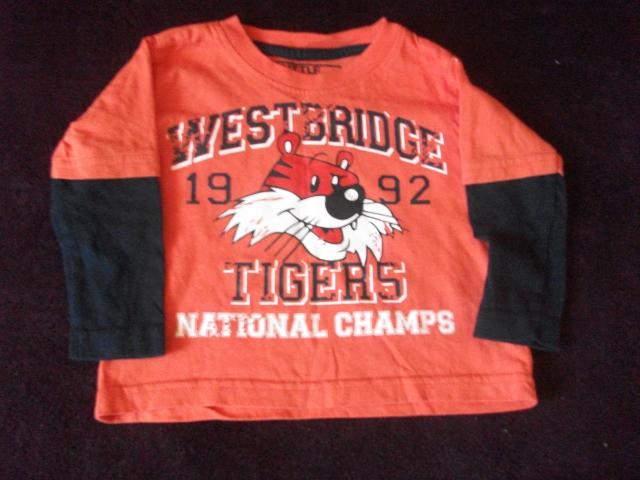 WESTBRIDGE
19 92
TIGERS
NATIONAL CHAMPS